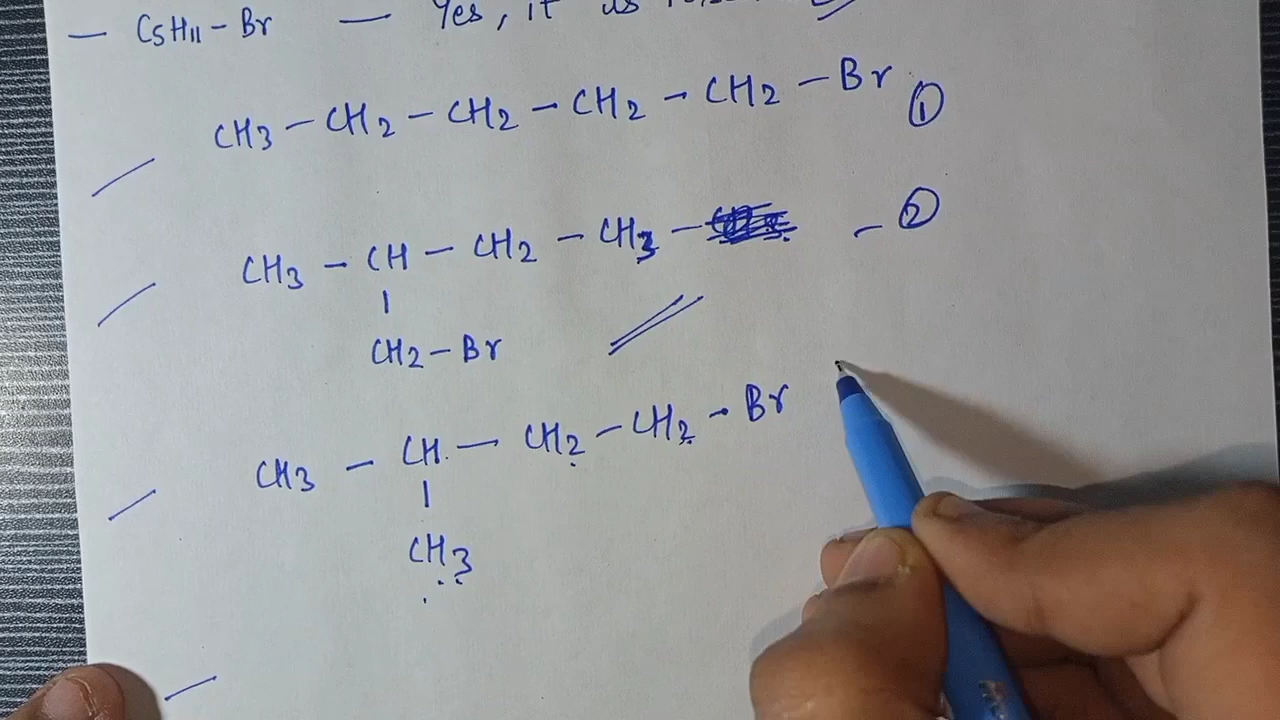 — C5H11 – Br — Yes, it is
CH3 – CH2 – CH2 – CH2 – CH2 – Br ①
CH3 – CH – CH2 – CH3 – – ②
|
CH2 – Br
CH3 – CH – CH2 – CH2 – Br
|
CH3